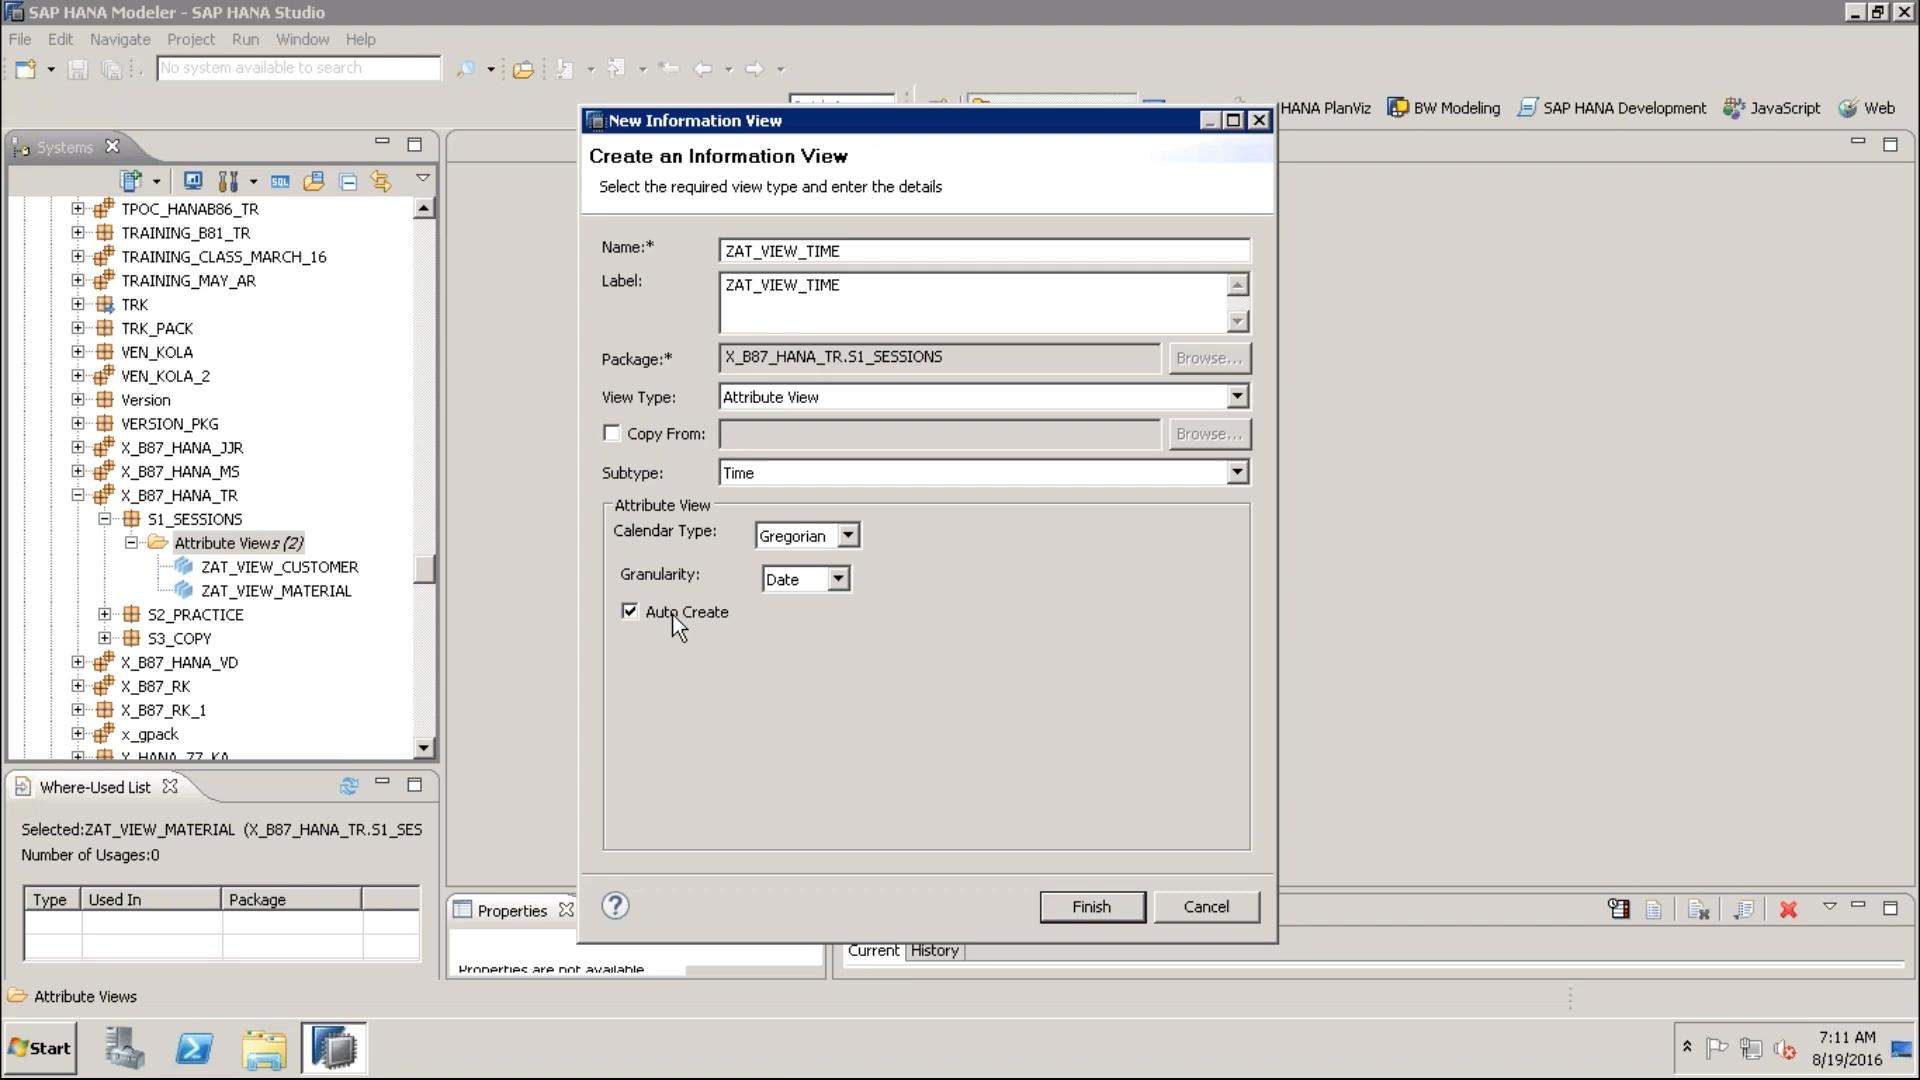 SAP HANA Modeler - SAP HANA Studio
File Edit Navigate Project Run Window Help
No system available to search
HANA PlanViz BW Modeling SAP HANA Development JavaScript Web
Systems
TPOC_HANAB86_TR
TRAINING_B81_TR
TRAINING_CLASS_MARCH_16
TRAINING_MAY_AR
TRK
TRK_PACK
VEN_KOLA
VEN_KOLA_2
Version
VERSION_PKG
X_B87_HANA_JJR
X_B87_HANA_MS
X_B87_HANA_TR
S1_SESSIONS
Attribute Views (2)
ZAT_VIEW_CUSTOMER
ZAT_VIEW_MATERIAL
S2_PRACTICE
S3_COPY
X_B87_HANA_VD
X_B87_RK
X_B87_RK_1
x_gpack
New Information View
Create an Information View
Select the required view type and enter the details
Name:* ZAT_VIEW_TIME
Label: ZAT_VIEW_TIME
Package:* X_B87_HANA_TR.S1_SESSIONS Browse...
View Type: Attribute View
Copy From: Browse...
Subtype: Time
Attribute View
Calendar Type: Gregorian
Granularity: Date
Auto Create
Finish Cancel
Where-Used List
Selected:ZAT_VIEW_MATERIAL (X_B87_HANA_TR.S1_SES
Number of Usages:0
Type Used In Package
Properties
Properties are not available
Current History
Attribute Views
Start
7:11 AM
8/19/2016